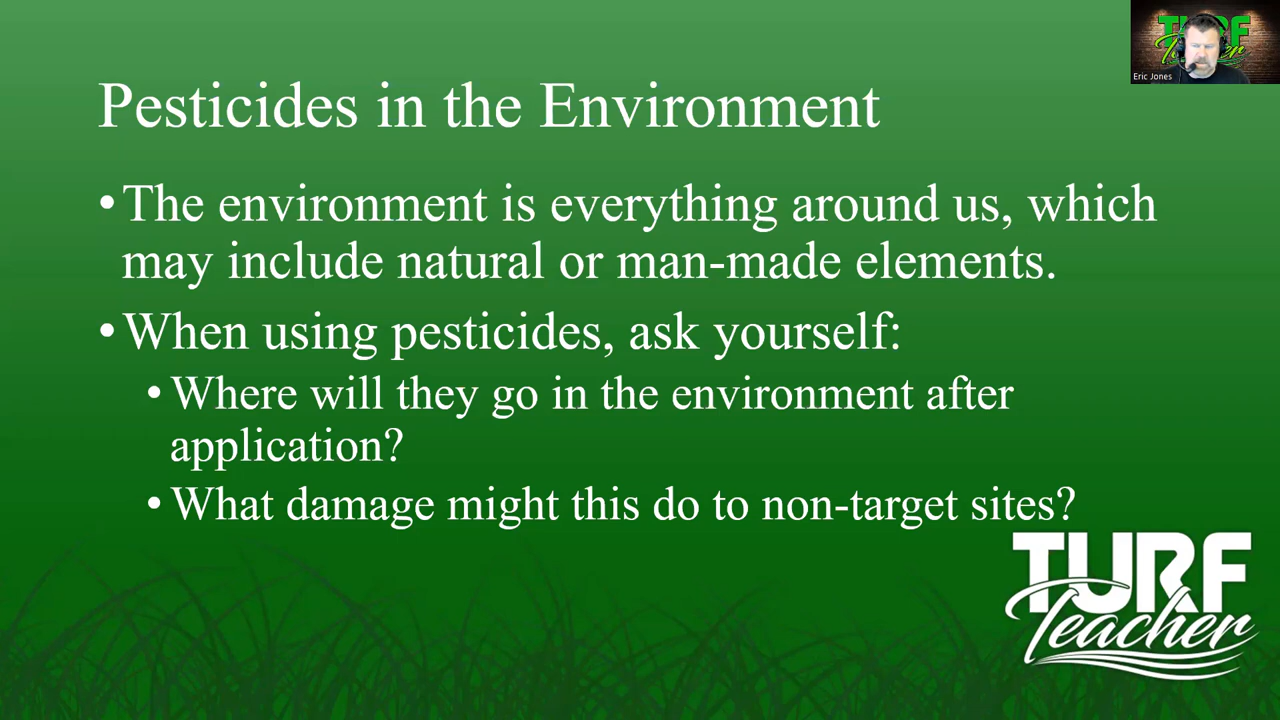 TURF
Teacher
Eric Jones
Pesticides in the Environment
•The environment is everything around us, which
may include natural or man-made elements.
•When using pesticides, ask yourself:
•Where will they go in the environment after
application?
•What damage might this do to non-target sites?
TURF
Teacher